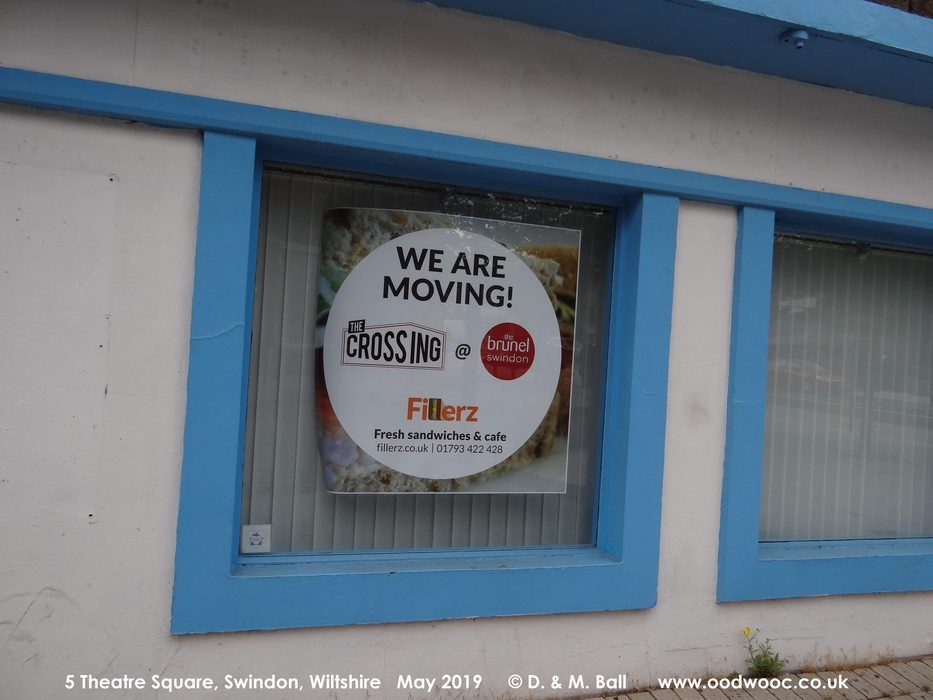 WE ARE
MOVING!
THE
CROSSING
@
the
brunel
swindon
Fillerz
Fresh sandwiches & cafe
fillerz.co.uk | 01793 422 428
5 Theatre Square, Swindon, Wiltshire May 2019 © D. & M. Ball www.oodwooc.co.uk